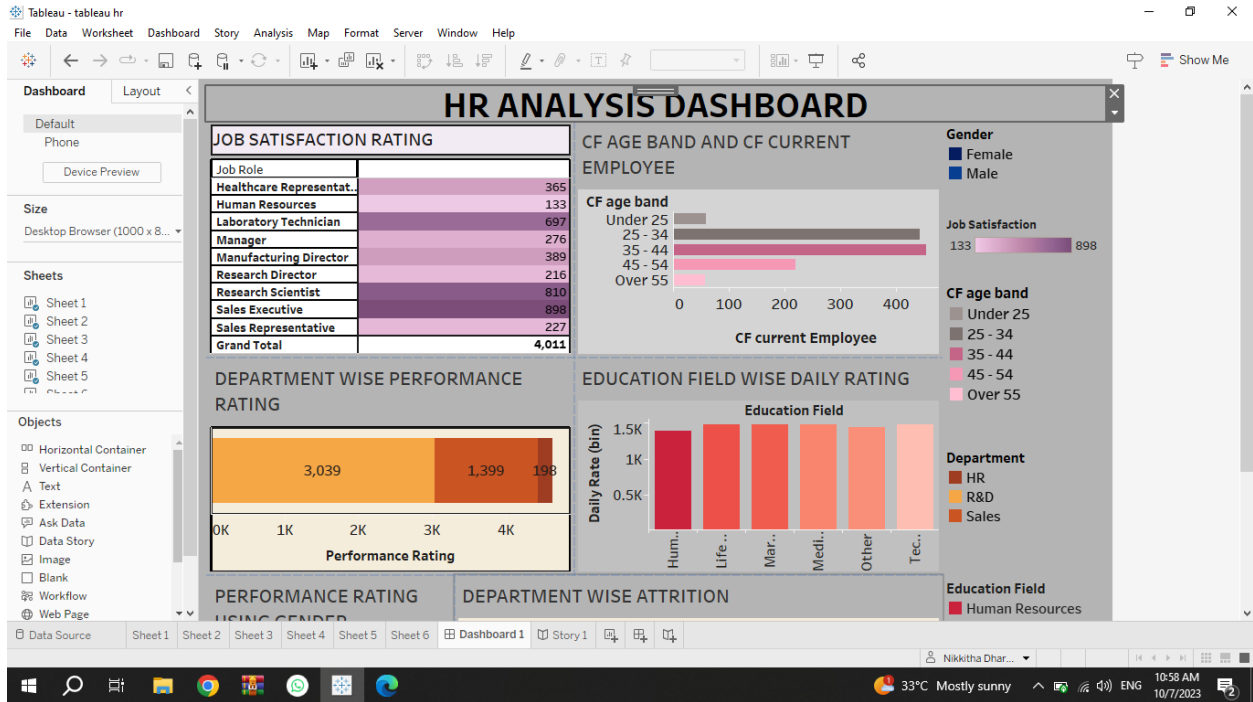 Tableau - tableau hr
File Data Worksheet Dashboard Story Analysis Map Format Server Window Help
Show Me
Dashboard Layout
Default
Phone
Device Preview
Size
Desktop Browser (1000 x 8...
Sheets
Sheet 1
Sheet 2
Sheet 3
Sheet 4
Sheet 5
Objects
Horizontal Container
Vertical Container
A Text
Extension
Ask Data
Data Story
Image
Blank
Workflow
Web Page
HR ANALYSIS DASHBOARD
JOB SATISFACTION RATING
Job Role
Healthcare Representat.. 365
Human Resources 133
Laboratory Technician 697
Manager 276
Manufacturing Director 389
Research Director 216
Research Scientist 810
Sales Executive 898
Sales Representative 227
Grand Total 4,011
CF AGE BAND AND CF CURRENT
EMPLOYEE
CF age band
Under 25
25 - 34
35 - 44
45 - 54
Over 55
0 100 200 300 400
CF current Employee
DEPARTMENT WISE PERFORMANCE
RATING
3,039 1,399 198
0K 1K 2K 3K 4K
Performance Rating
EDUCATION FIELD WISE DAILY RATING
Education Field
Daily Rate (bin)
1.5K
1K
0.5K
Hum.. Life.. Mar.. Medi.. Other Tec..
PERFORMANCE RATING
USING GENDER
DEPARTMENT WISE ATTRITION
Gender
Female
Male
Job Satisfaction
133 898
CF age band
Under 25
25 - 34
35 - 44
45 - 54
Over 55
Department
HR
R&D
Sales
Education Field
Human Resources
Data Source Sheet 1 Sheet 2 Sheet 3 Sheet 4 Sheet 5 Sheet 6 Dashboard 1 Story 1
Nikkitha Dhar...
33°C Mostly sunny ENG
10:58 AM
10/7/2023